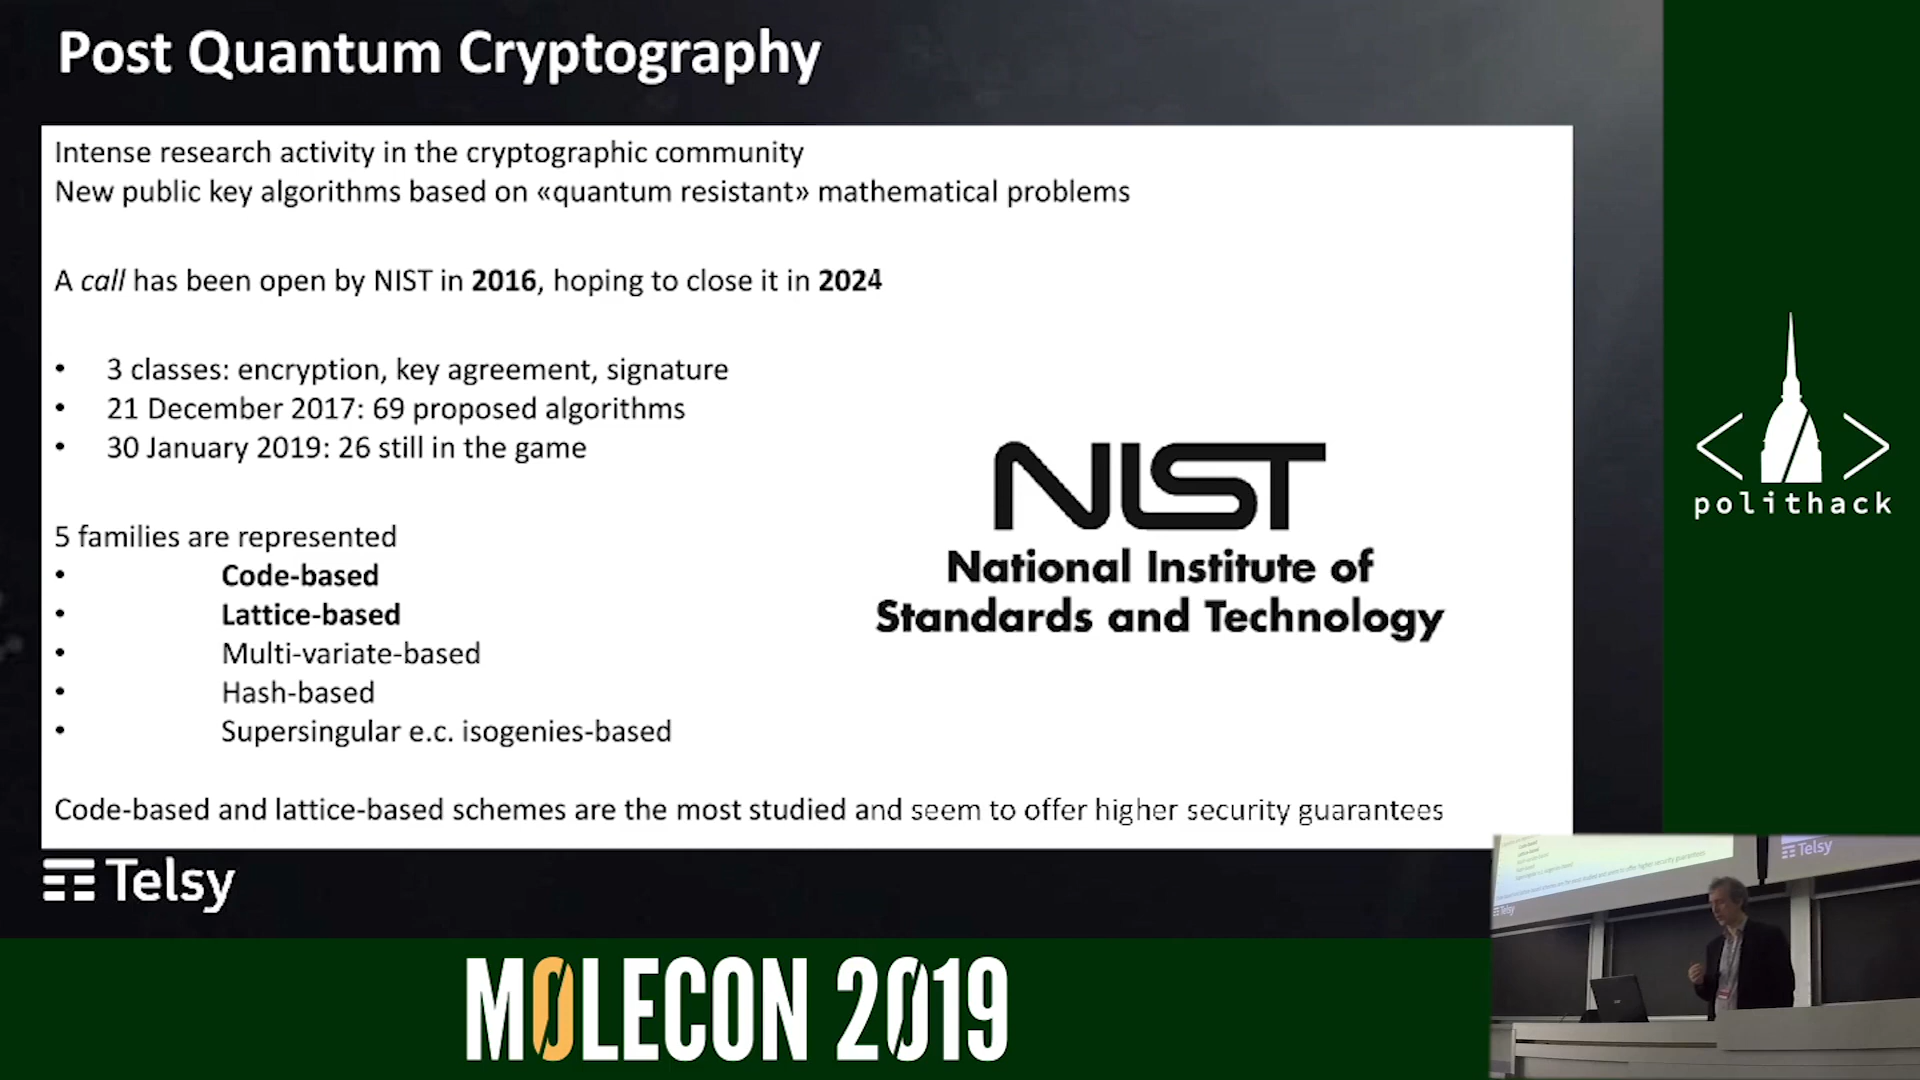 Post Quantum Cryptography
Intense research activity in the cryptographic community
New public key algorithms based on «quantum resistant» mathematical problems
A call has been open by NIST in 2016, hoping to close it in 2024
• 3 classes: encryption, key agreement, signature
• 21 December 2017: 69 proposed algorithms
• 30 January 2019: 26 still in the game
5 families are represented
• Code-based
• Lattice-based
• Multi-variate-based
• Hash-based
• Supersingular e.c. isogenies-based
Code-based and lattice-based schemes are the most studied and seem to offer higher security guarantees
NIST
National Institute of
Standards and Technology
< >
polithack
Telsy
MOLECON 2019
Telsy
Telsy